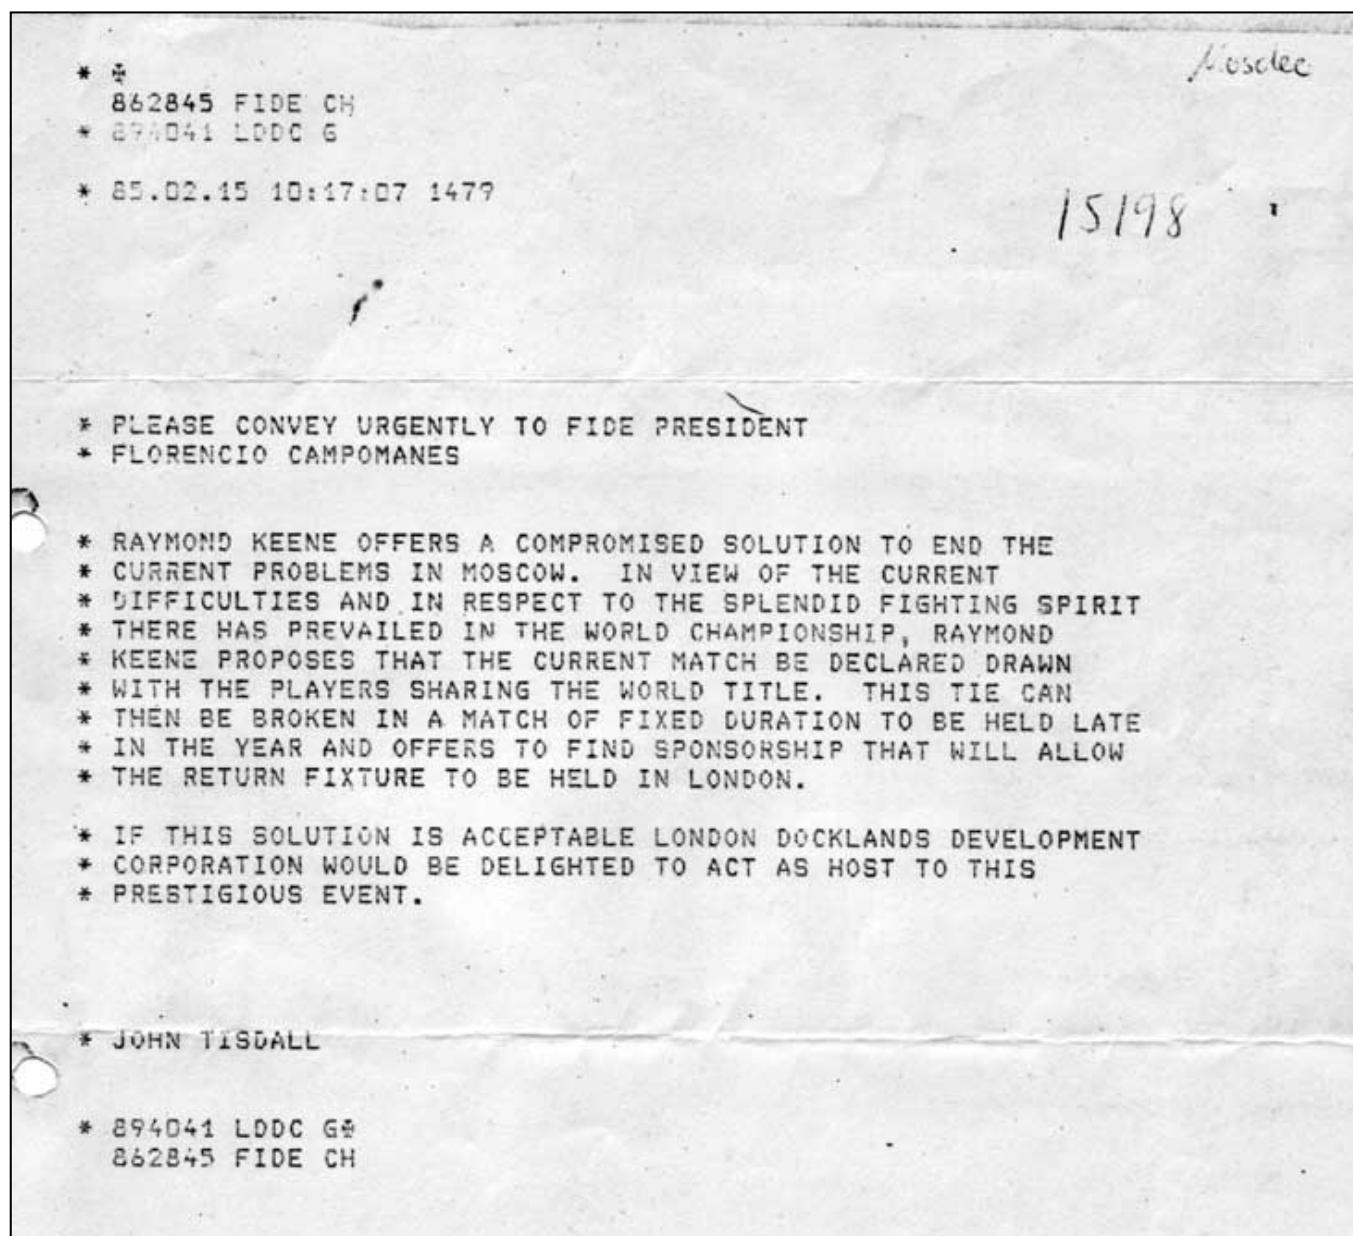 * ✠
Mosdec
862845 FIDE CH
* 894041 LDDC G
* 85.02.15 10:17:07 1479
15198
* PLEASE CONVEY URGENTLY TO FIDE PRESIDENT
* FLORENCIO CAMPOMANES
* RAYMOND KEENE OFFERS A COMPROMISED SOLUTION TO END THE
* CURRENT PROBLEMS IN MOSCOW. IN VIEW OF THE CURRENT
* DIFFICULTIES AND IN RESPECT TO THE SPLENDID FIGHTING SPIRIT
* THERE HAS PREVAILED IN THE WORLD CHAMPIONSHIP, RAYMOND
* KEENE PROPOSES THAT THE CURRENT MATCH BE DECLARED DRAWN
* WITH THE PLAYERS SHARING THE WORLD TITLE. THIS TIE CAN
* THEN BE BROKEN IN A MATCH OF FIXED DURATION TO BE HELD LATE
* IN THE YEAR AND OFFERS TO FIND SPONSORSHIP THAT WILL ALLOW
* THE RETURN FIXTURE TO BE HELD IN LONDON.
* IF THIS SOLUTION IS ACCEPTABLE LONDON DOCKLANDS DEVELOPMENT
* CORPORATION WOULD BE DELIGHTED TO ACT AS HOST TO THIS
* PRESTIGIOUS EVENT.
* JOHN TISDALL
* 894041 LDDC G✠
862845 FIDE CH